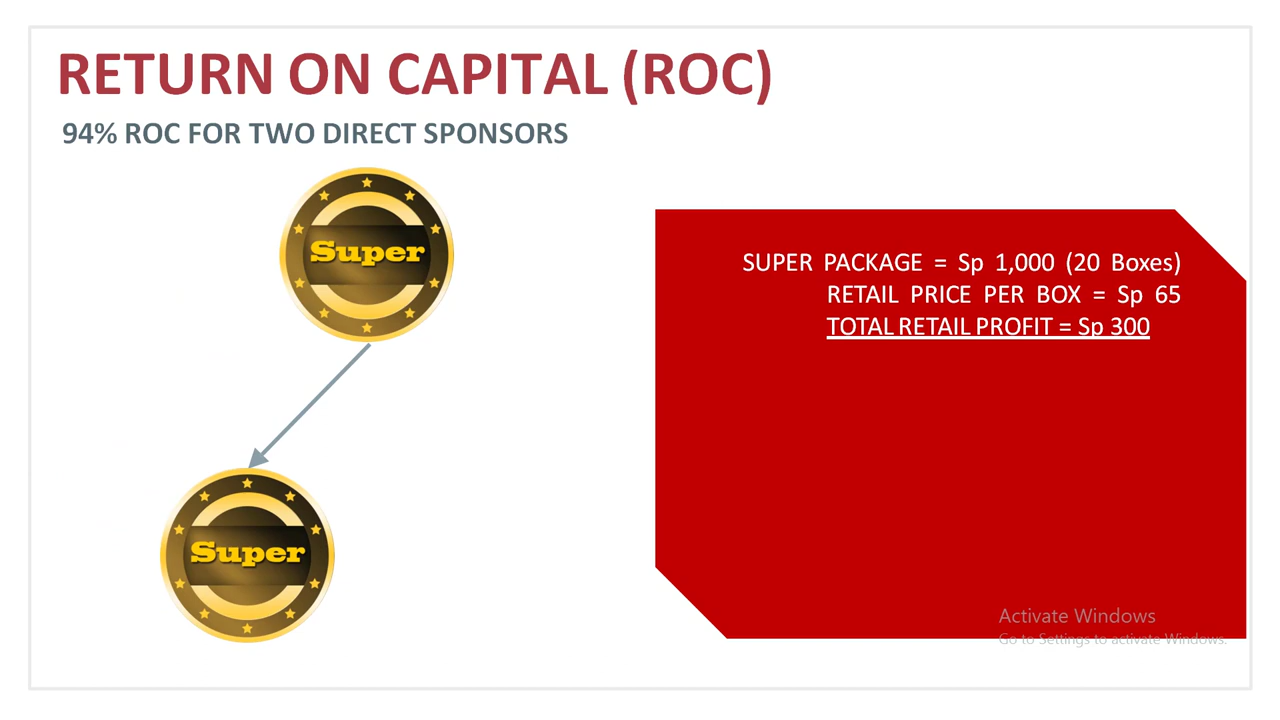 RETURN ON CAPITAL (ROC)
94% ROC FOR TWO DIRECT SPONSORS
Super
SUPER PACKAGE = Sp 1,000 (20 Boxes)
RETAIL PRICE PER BOX = Sp 65
TOTAL RETAIL PROFIT = Sp 300
Super
Activate Windows
Go to Settings to activate Windows.